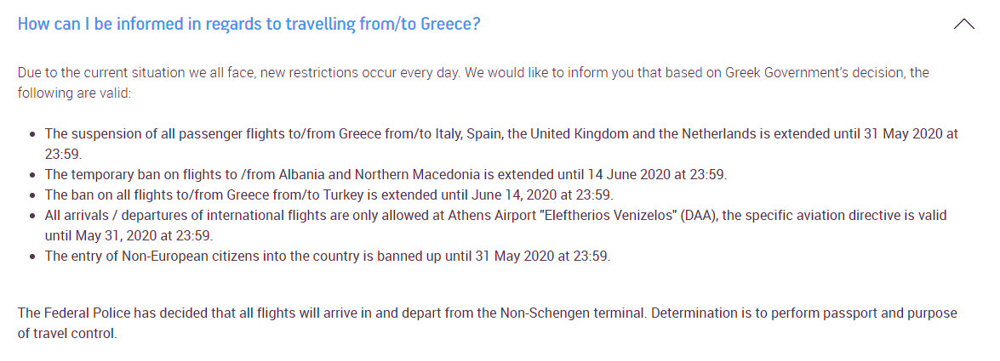 How can I be informed in regards to travelling from/to Greece?
Due to the current situation we all face, new restrictions occur every day. We would like to inform you that based on Greek Government's decision, the
following are valid:
• The suspension of all passenger flights to/from Greece from/to Italy, Spain, the United Kingdom and the Netherlands is extended until 31 May 2020 at
23:59.
• The temporary ban on flights to /from Albania and Northern Macedonia is extended until 14 June 2020 at 23:59.
• The ban on all flights to/from Greece from/to Turkey is extended until June 14, 2020 at 23:59.
• All arrivals / departures of international flights are only allowed at Athens Airport "Eleftherios Venizelos" (DAA), the specific aviation directive is valid
until May 31, 2020 at 23:59.
• The entry of Non-European citizens into the country is banned up until 31 May 2020 at 23:59.
The Federal Police has decided that all flights will arrive in and depart from the Non-Schengen terminal. Determination is to perform passport and purpose
of travel control.